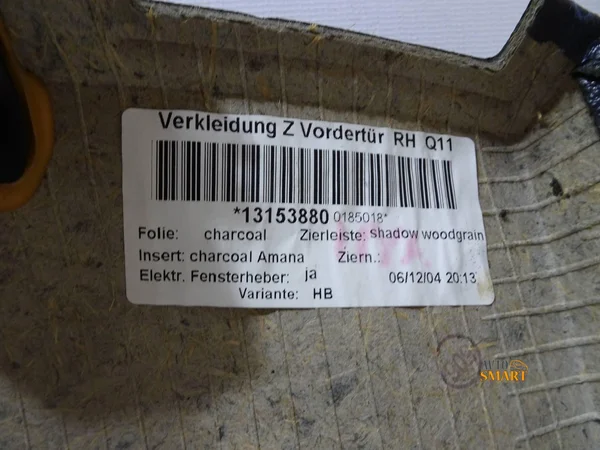 Verkleidung Z Vordertür RH Q11
*13153880 0185018*
Folie: charcoal Zierleiste: shadow woodgrain
Insert: charcoal Amana Ziern.:
Elektr. Fensterheber: ja 06/12/04 20:13
Variante: HB
SMART